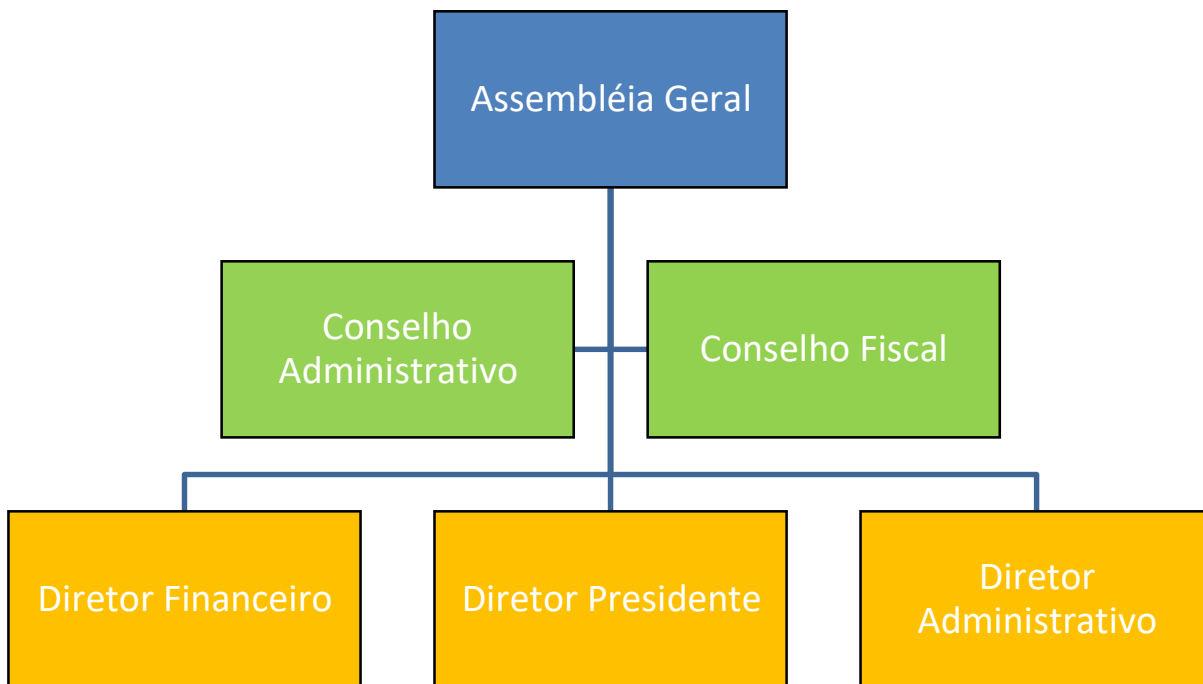 Assembléia Geral
Conselho
Administrativo
Conselho Fiscal
Diretor Financeiro
Diretor Presidente
Diretor
Administrativo